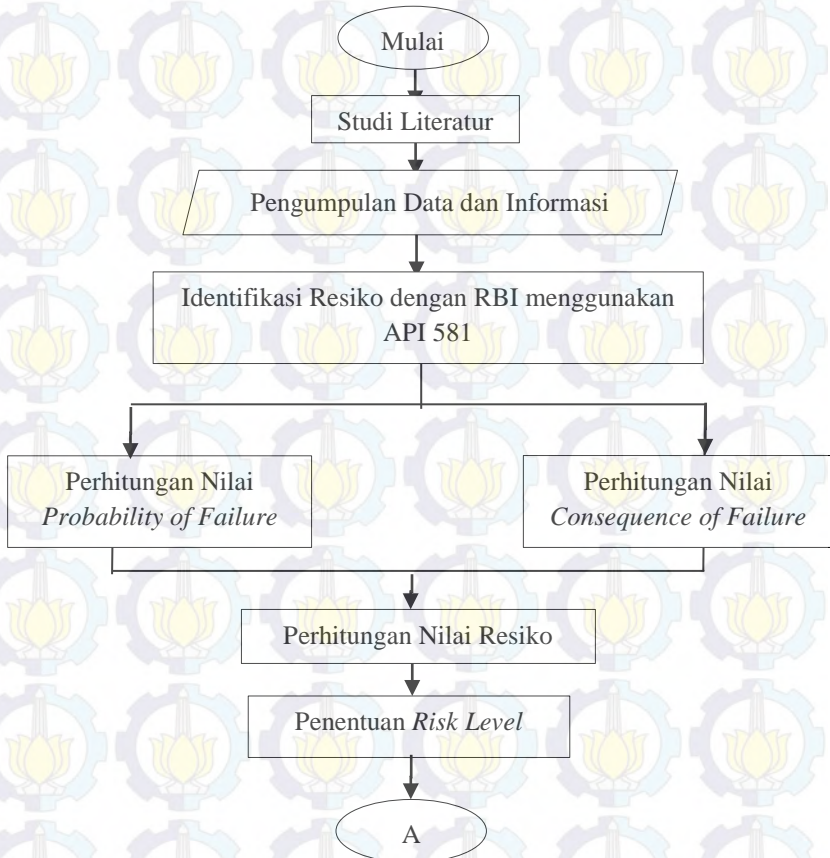 Mulai
Studi Literatur
Pengumpulan Data dan Informasi
Identifikasi Resiko dengan RBI menggunakan
API 581
Perhitungan Nilai
Probability of Failure
Perhitungan Nilai
Consequence of Failure
Perhitungan Nilai Resiko
Penentuan Risk Level
A